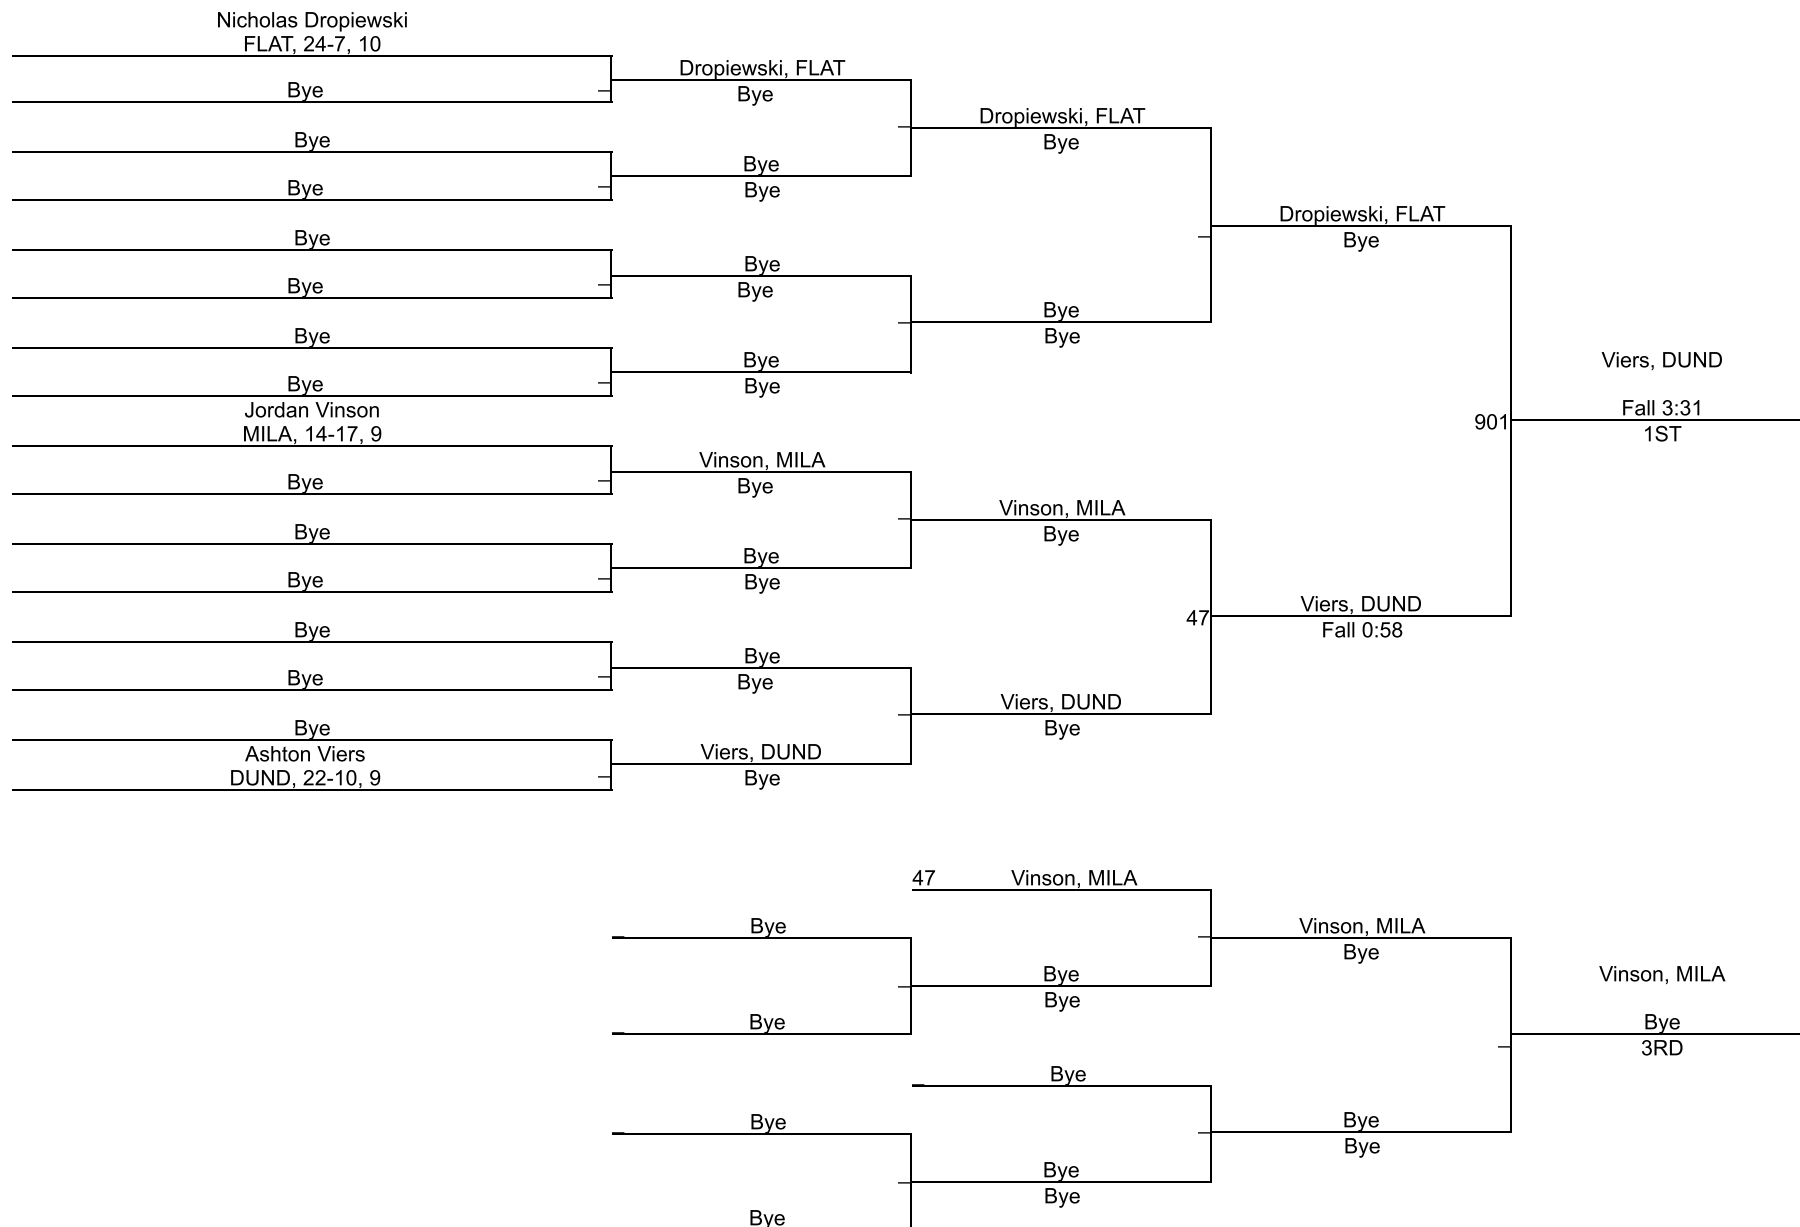 Nicholas Dropiewski
FLAT, 24-7, 10
Dropiewski, FLAT
Bye
Bye
Dropiewski, FLAT
Bye
Bye
Bye
Bye
Bye
Dropiewski, FLAT
Bye
Bye
Bye
Bye
Bye
Bye
Bye
Bye
Bye
Bye
Bye
Viers, DUND
Bye
Jordan Vinson
MILA, 14-17, 9
Fall 3:31
901
1ST
Vinson, MILA
Bye
Bye
Vinson, MILA
Bye
Bye
Bye
Bye
Bye
Viers, DUND
47
Fall 0:58
Bye
Bye
Bye
Bye
Viers, DUND
Bye
Bye
Ashton Viers
DUND, 22-10, 9
Viers, DUND
Bye
47 Vinson, MILA
Bye
Vinson, MILA
Bye
Bye
Bye
Vinson, MILA
Bye
Bye
3RD
Bye
Bye
Bye
Bye
Bye
Bye
Bye